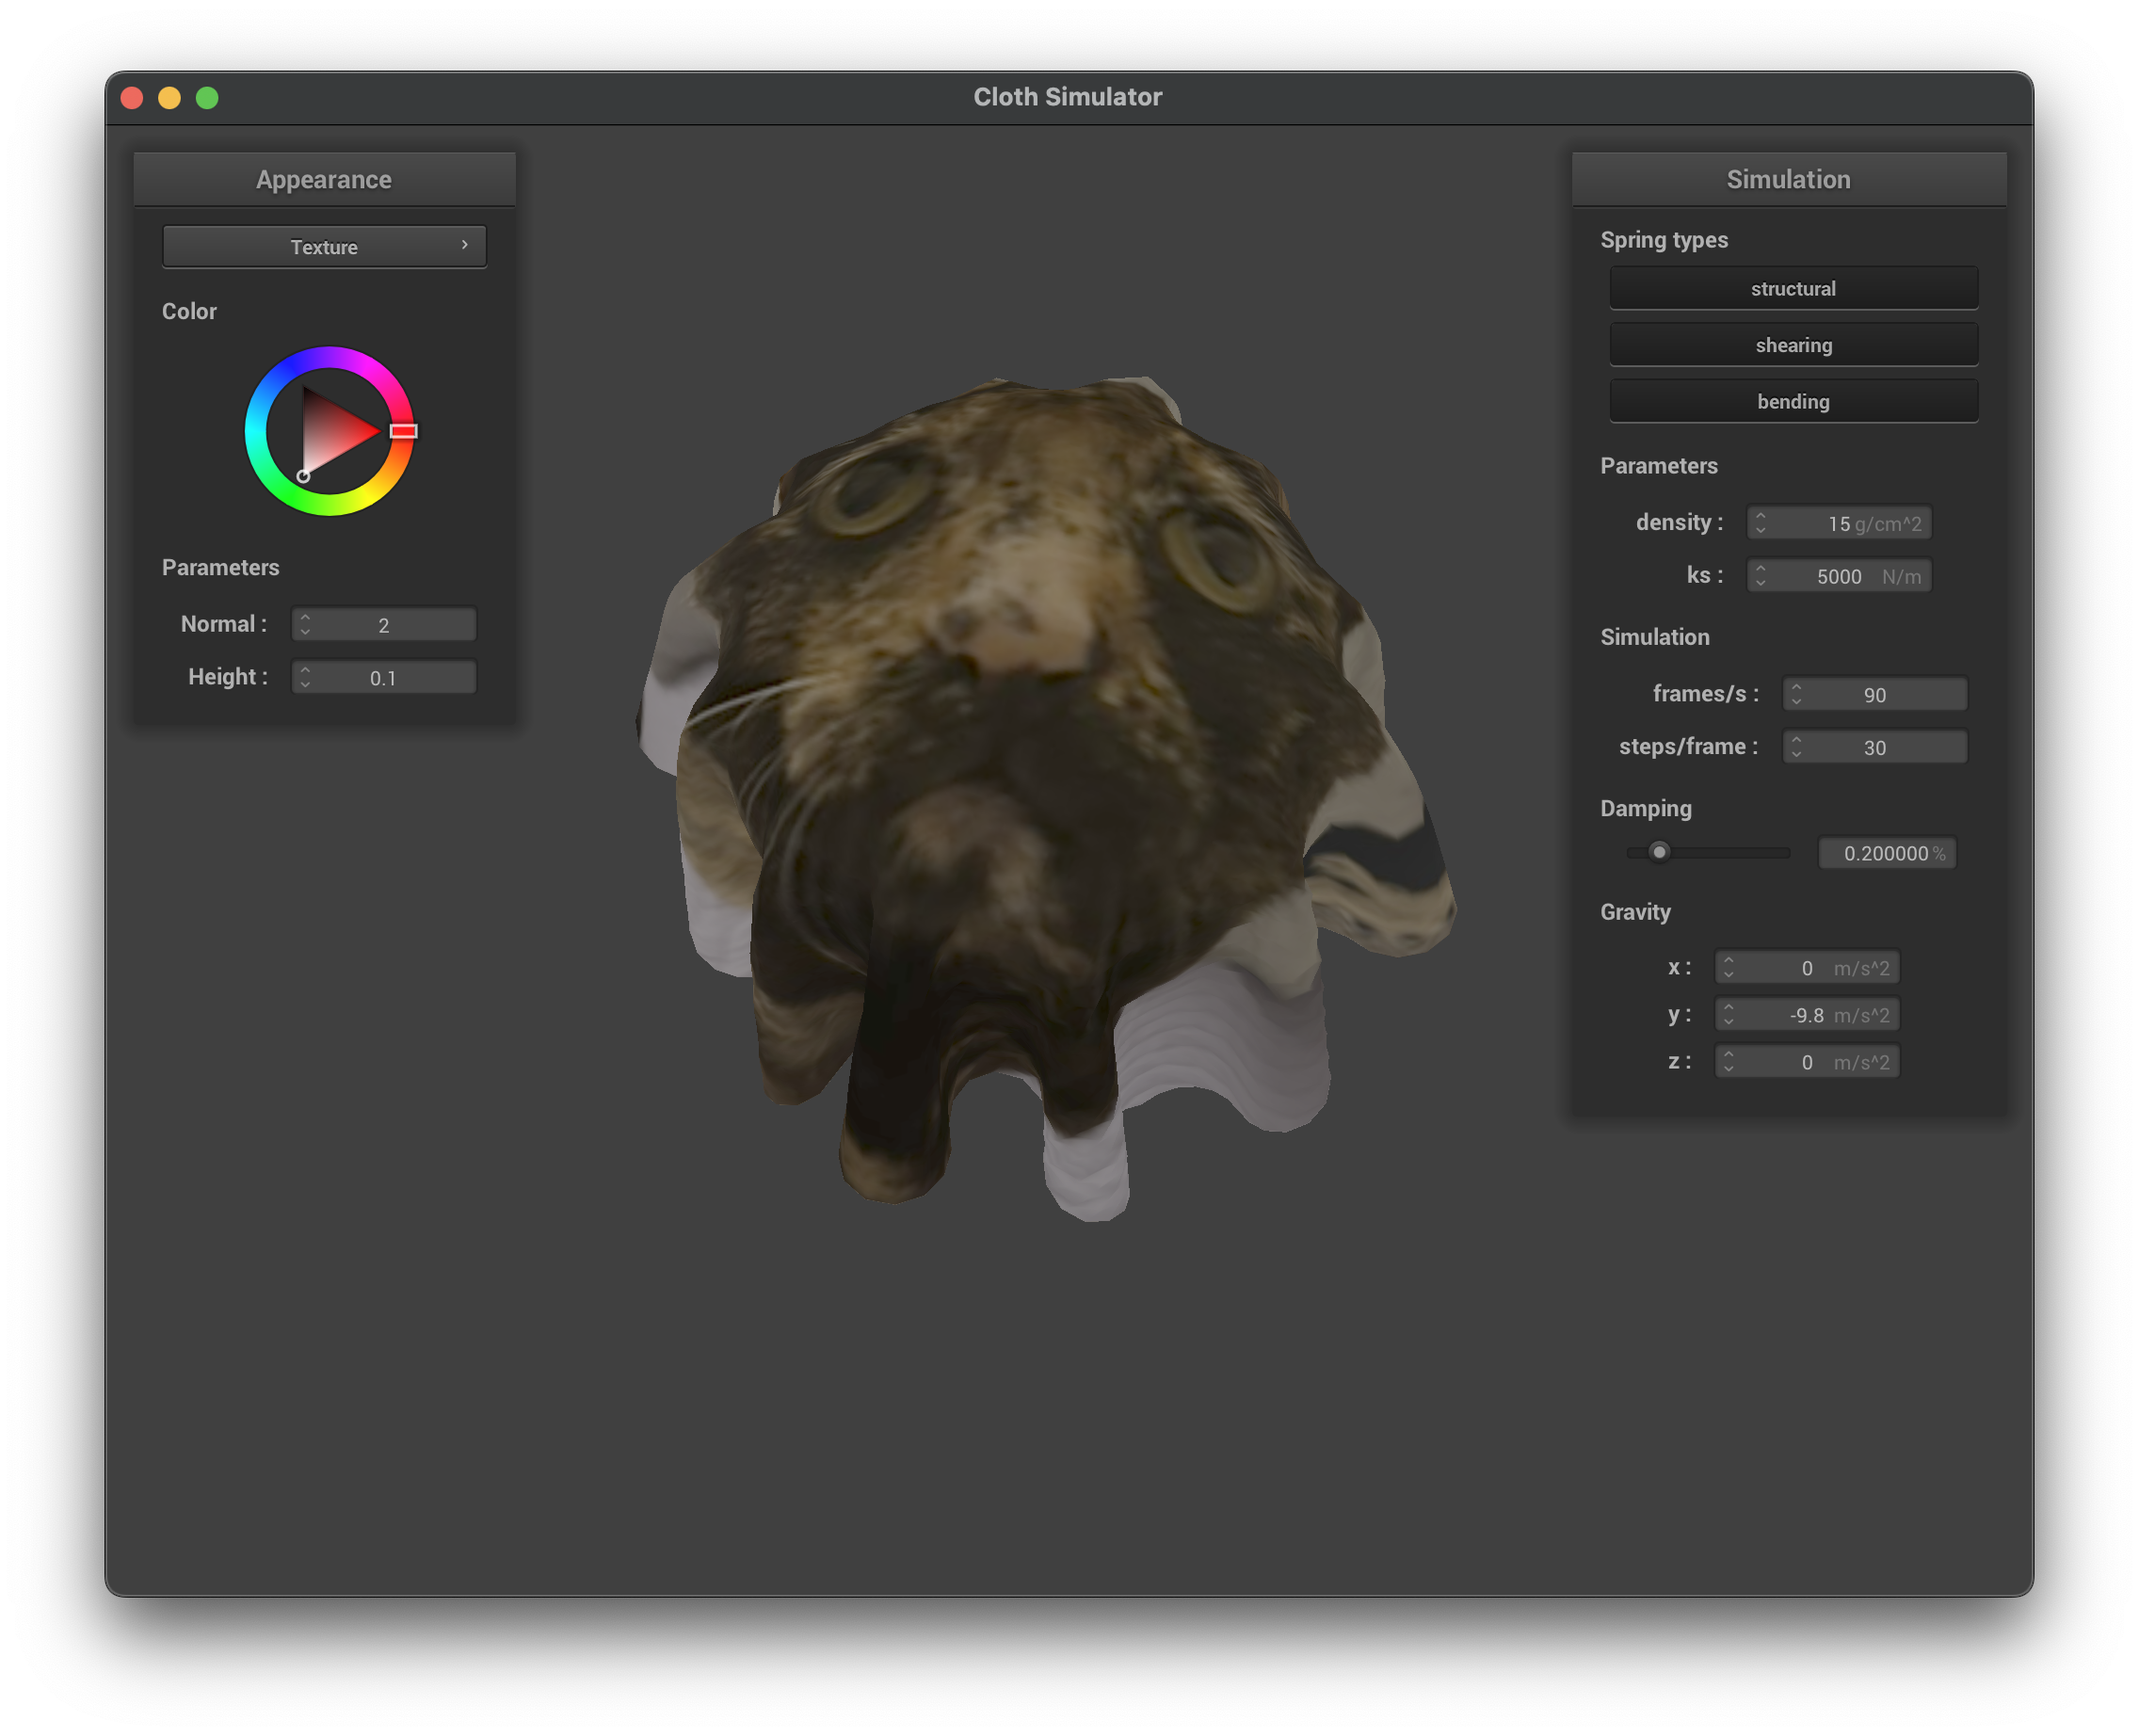 Cloth Simulator
Appearance
Texture
Color
Parameters
Normal : 2
Height : 0.1
Simulation
Spring types
structural
shearing
bending
Parameters
density : 15 g/cm^2
ks : 5000 N/m
Simulation
frames/s : 90
steps/frame : 30
Damping
0.200000 %
Gravity
x : 0 m/s^2
y : -9.8 m/s^2
z : 0 m/s^2